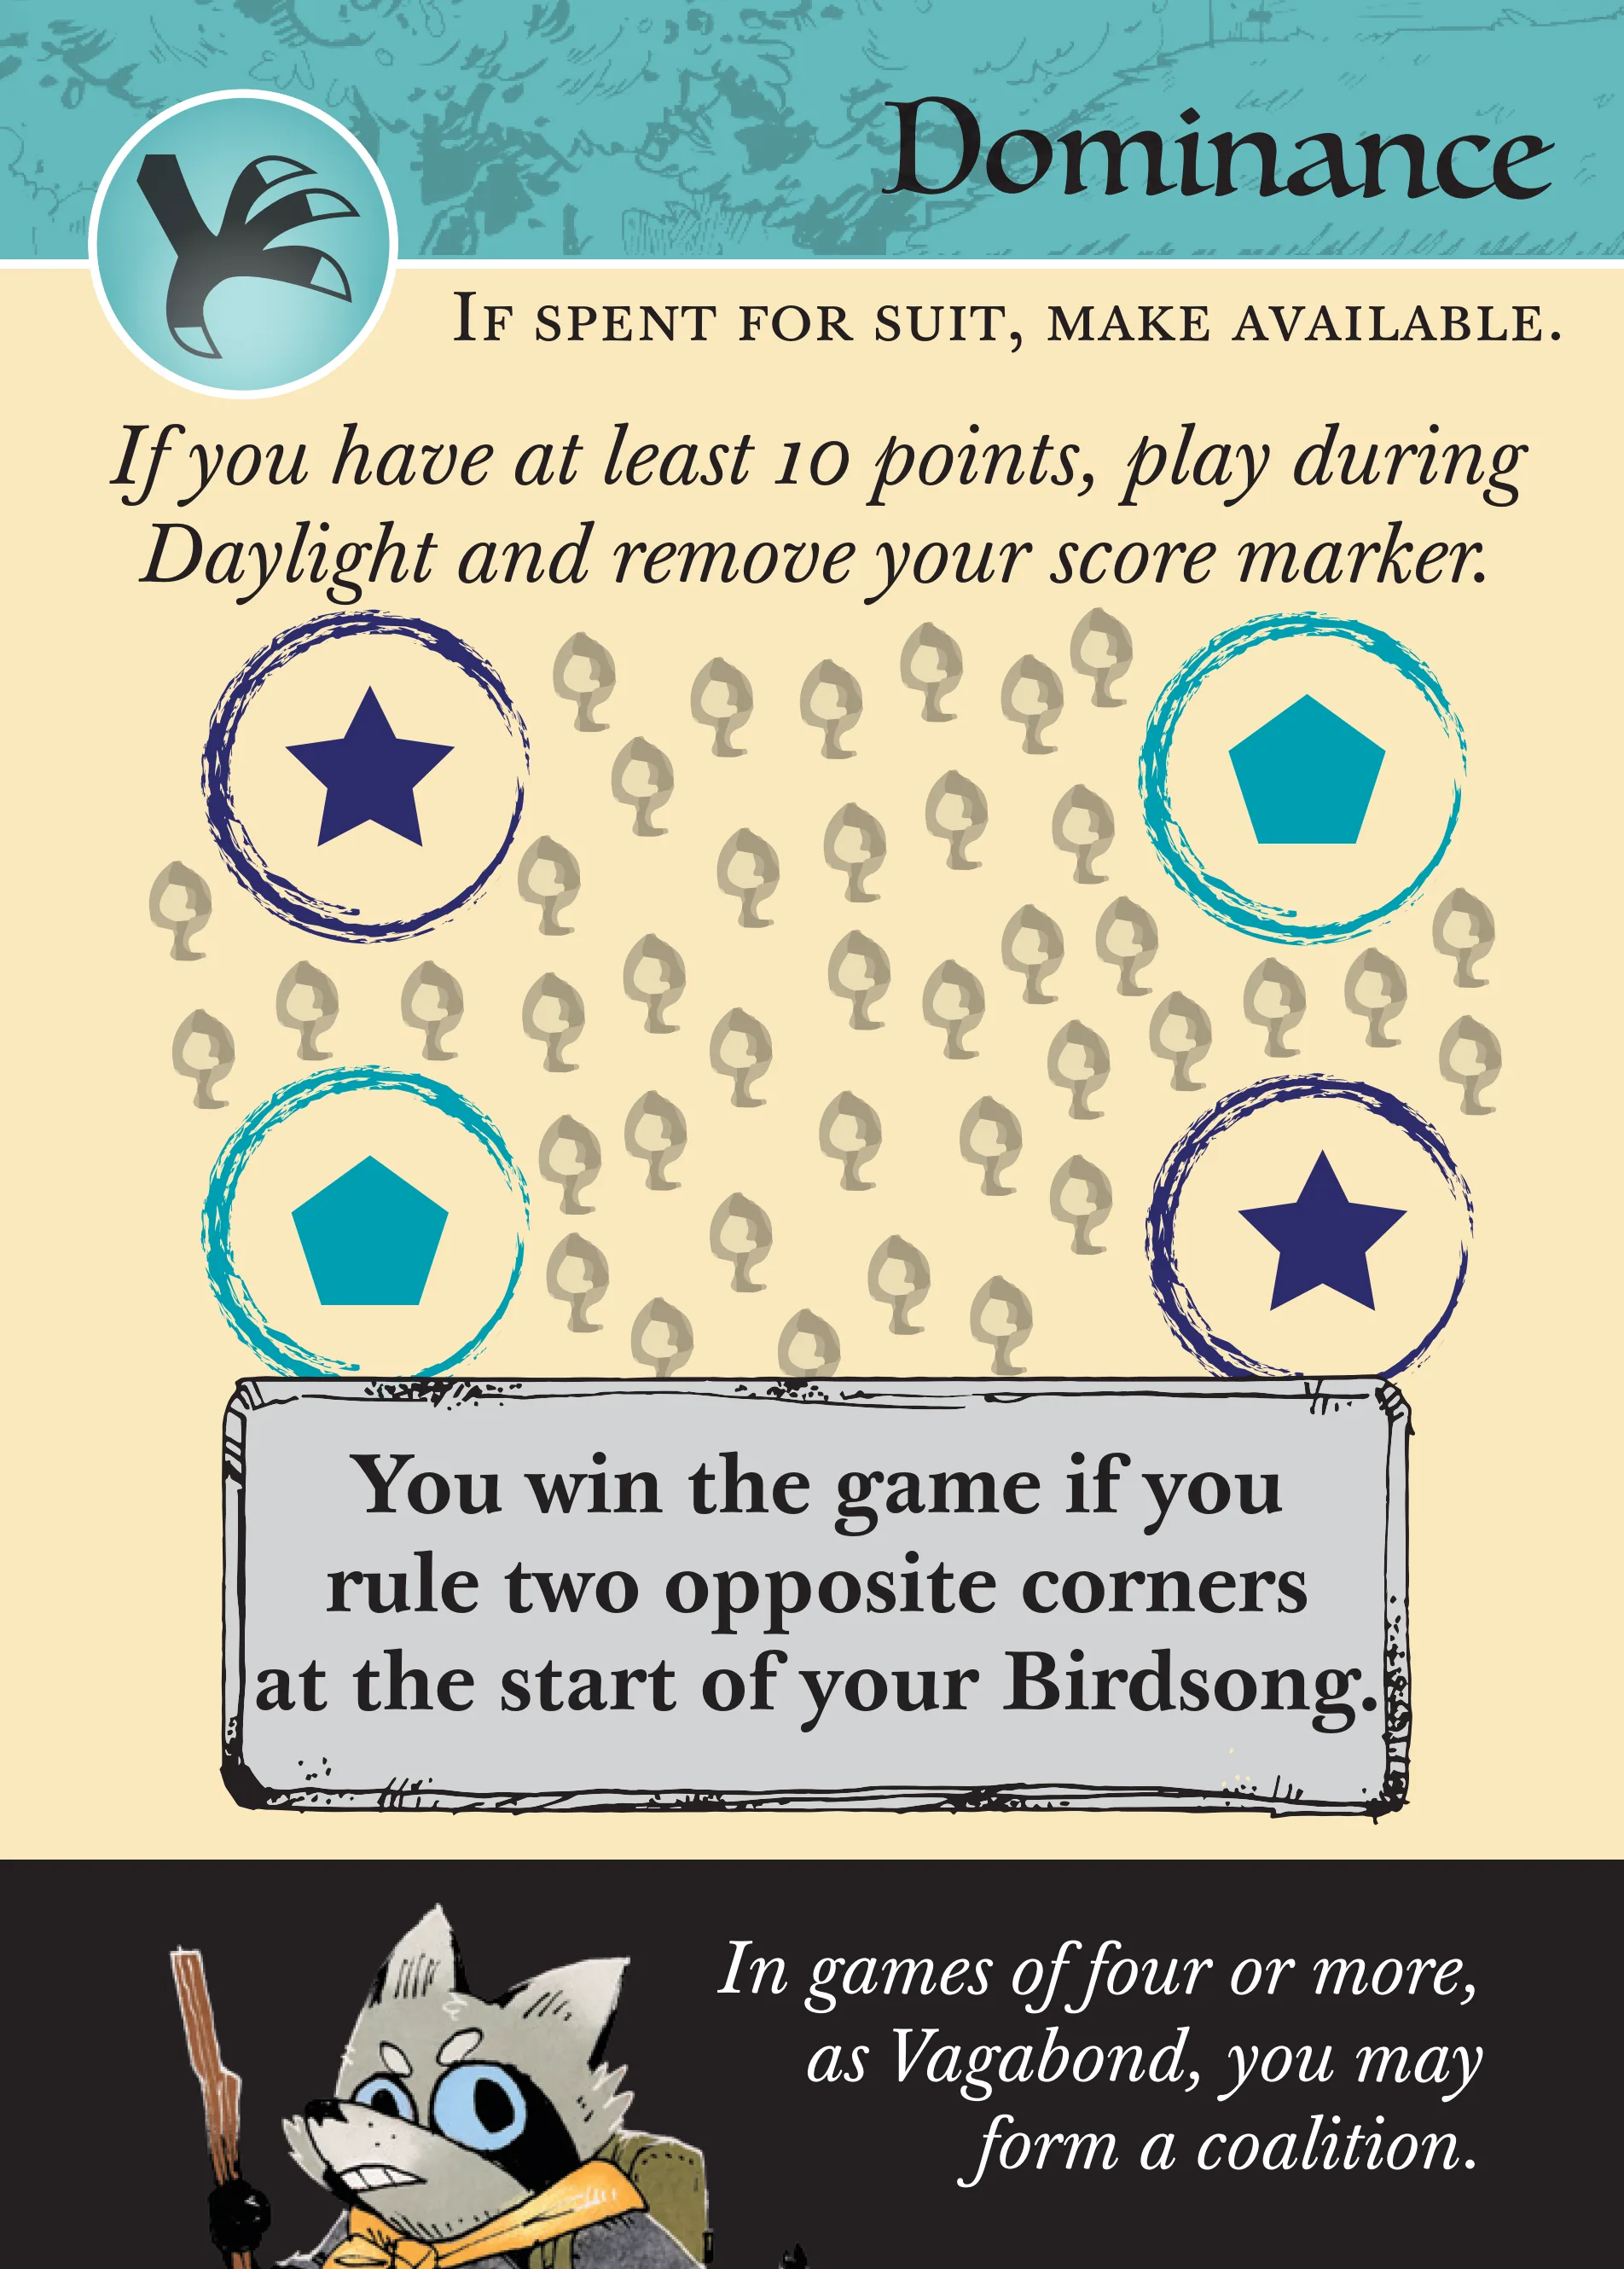 Dominance
If spent for suit, make available.
If you have at least 10 points, play during
Daylight and remove your score marker.
You win the game if you
rule two opposite corners
at the start of your Birdsong.
In games of four or more,
as Vagabond, you may
form a coalition.